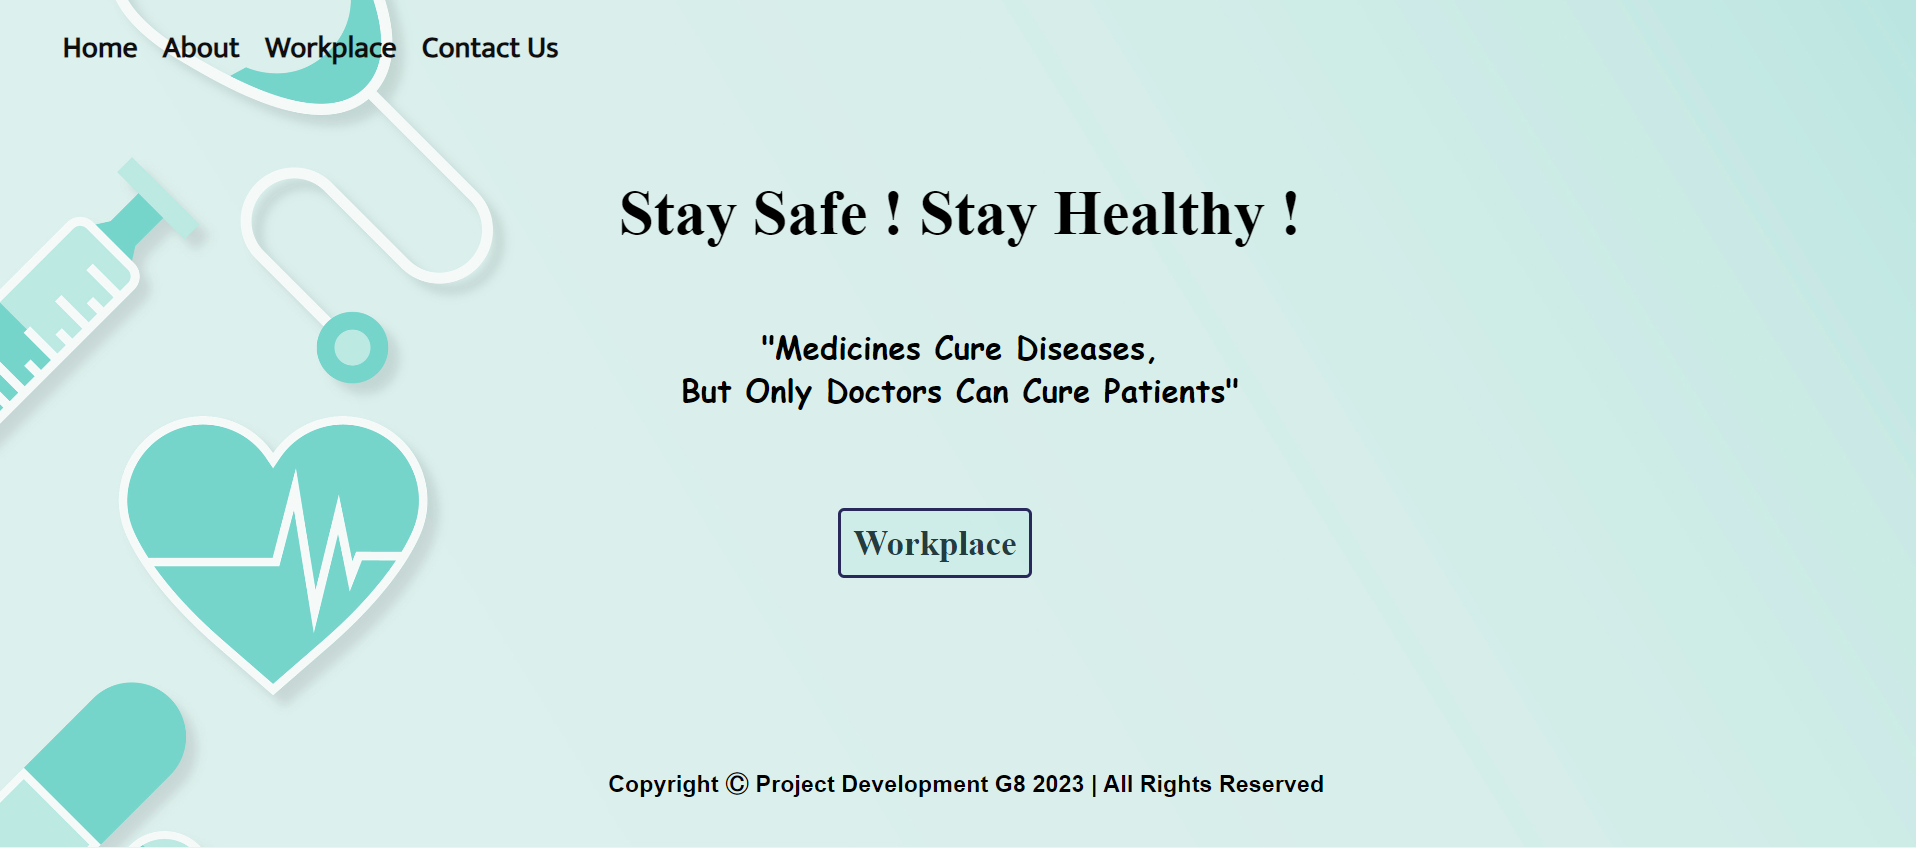 Home About Workplace Contact Us
Stay Safe ! Stay Healthy !
"Medicines Cure Diseases,
But Only Doctors Can Cure Patients"
Workplace
Copyright Ⓒ Project Development G8 2023 | All Rights Reserved